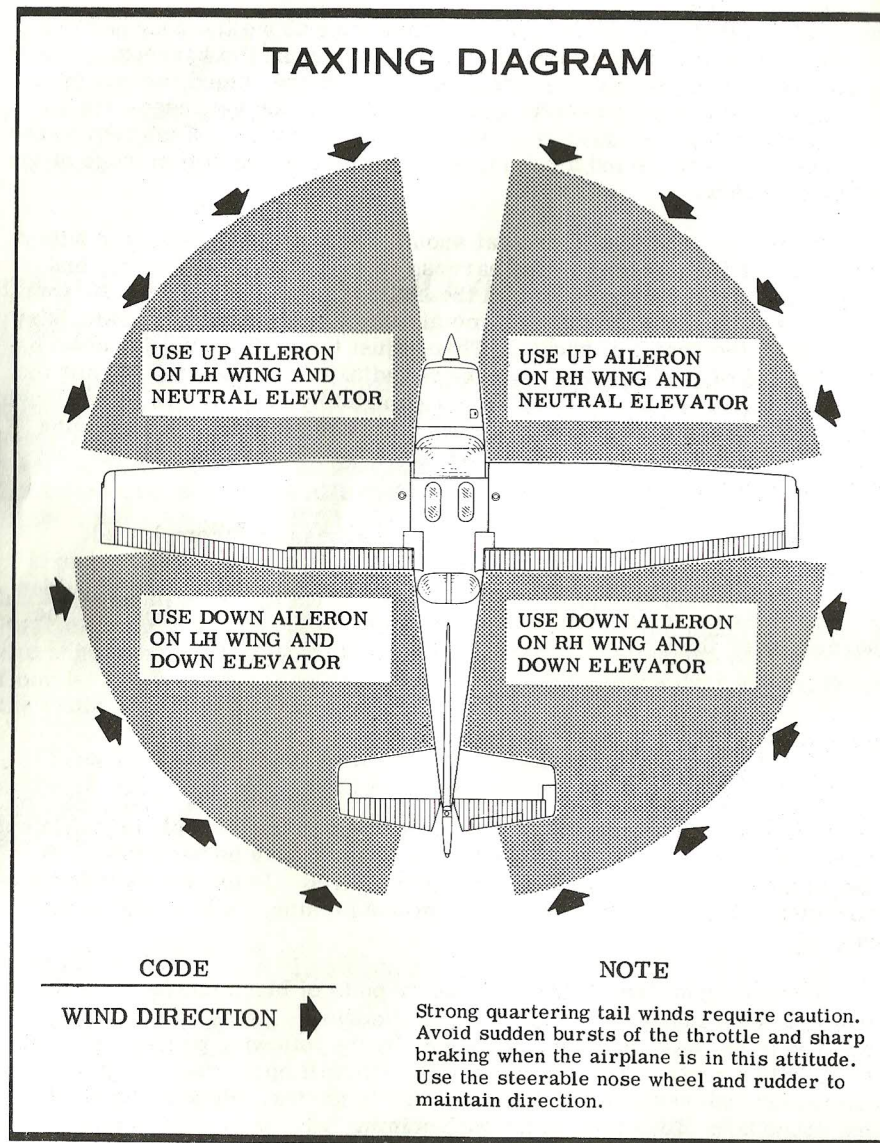 TAXIING DIAGRAM
USE UP AILERON
ON LH WING AND
NEUTRAL ELEVATOR
USE UP AILERON
ON RH WING AND
NEUTRAL ELEVATOR
USE DOWN AILERON
ON LH WING AND
DOWN ELEVATOR
USE DOWN AILERON
ON RH WING AND
DOWN ELEVATOR
CODE
WIND DIRECTION
NOTE
Strong quartering tail winds require caution.
Avoid sudden bursts of the throttle and sharp
braking when the airplane is in this attitude.
Use the steerable nose wheel and rudder to
maintain direction.